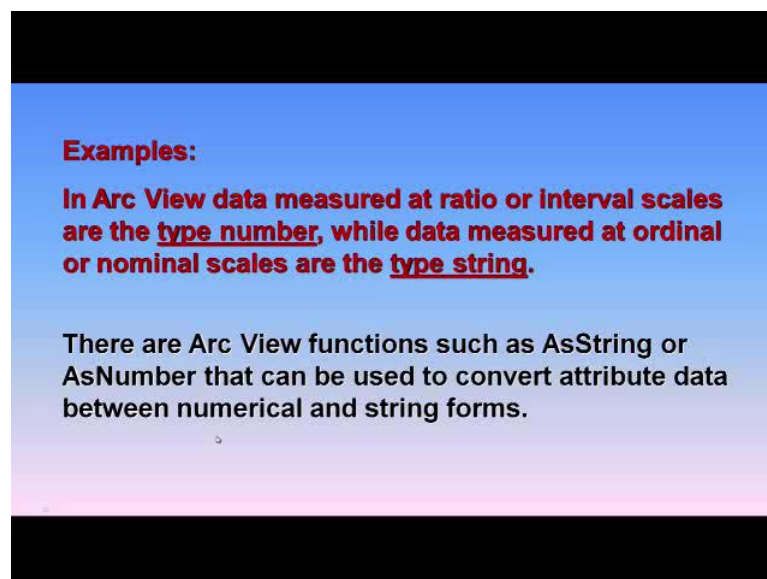 Examples:
In Arc View data measured at ratio or interval scales
are the type number, while data measured at ordinal
or nominal scales are the type string.
There are Arc View functions such as AsString or
AsNumber that can be used to convert attribute data
between numerical and string forms.